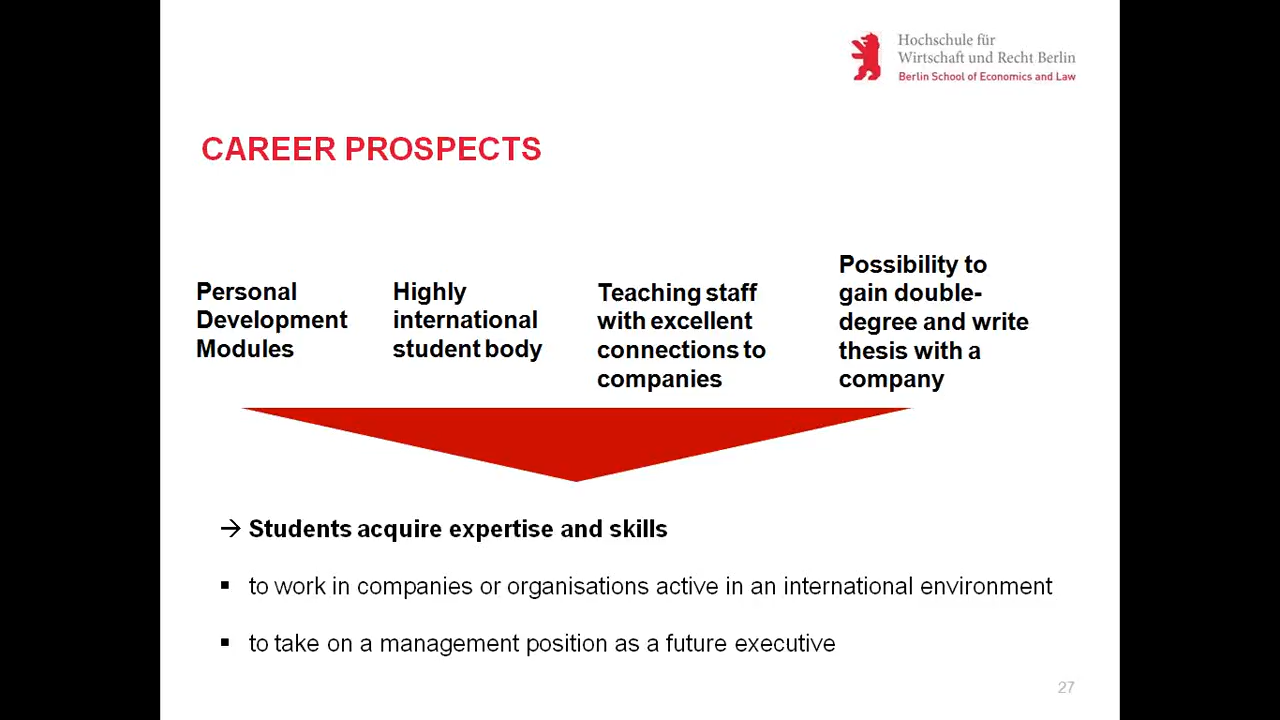 Hochschule für
Wirtschaft und Recht Berlin
Berlin School of Economics and Law
CAREER PROSPECTS
Personal
Development
Modules
Highly
international
student body
Teaching staff
with excellent
connections to
companies
Possibility to
gain double-
degree and write
thesis with a
company
→ Students acquire expertise and skills
▪ to work in companies or organisations active in an international environment
▪ to take on a management position as a future executive
27